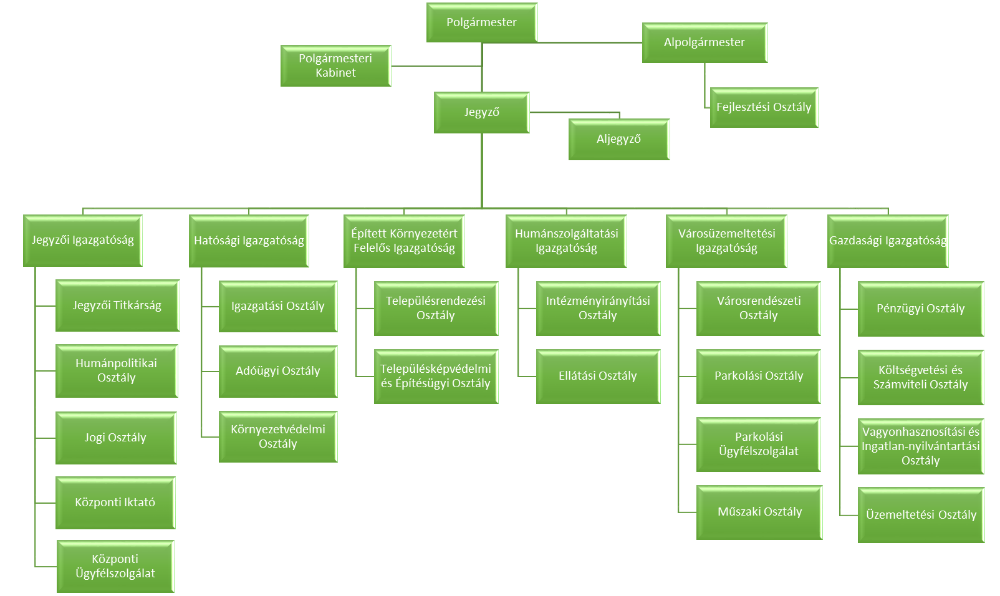 Polgármester
Alpolgármester
Polgármesteri
Kabinet
Fejlesztési Osztály
Jegyző
Aljegyző
Jegyzői Igazgatóság
Jegyzői Titkárság
Humánpolitikai
Osztály
Jogi Osztály
Központi Iktató
Központi
Ügyfélszolgálat
Hatósági Igazgatóság
Igazgatási Osztály
Adóügyi Osztály
Környezetvédelmi
Osztály
Épített Környezetért
Felelős Igazgatóság
Településrendezési
Osztály
Településképvédelmi
és Építésügyi Osztály
Humánszolgáltatási
Igazgatóság
Intézményirányítási
Osztály
Ellátási Osztály
Városüzemeltetési
Igazgatóság
Városrendészeti
Osztály
Parkolási Osztály
Parkolási
Ügyfélszolgálat
Műszaki Osztály
Gazdasági Igazgatóság
Pénzügyi Osztály
Költségvetési és
Számviteli Osztály
Vagyonhasznosítási és
Ingatlan-nyilvántartási
Osztály
Üzemeltetési Osztály